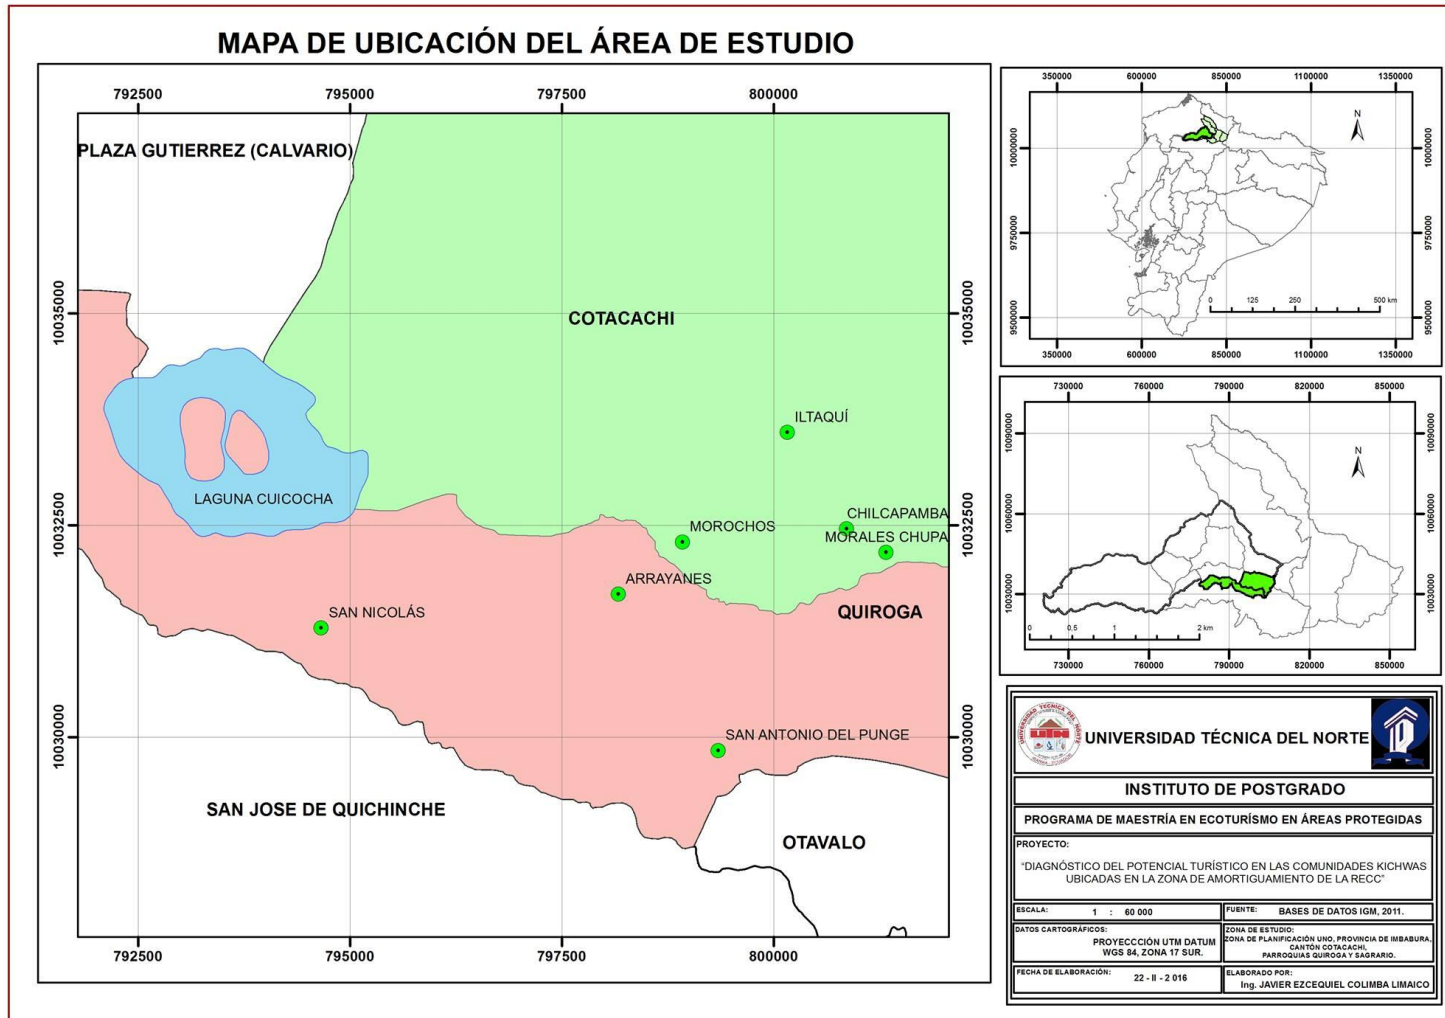 MAPA DE UBICACIÓN DEL ÁREA DE ESTUDIO
792500 795000 797500 800000
PLAZA GUTIERREZ (CALVARIO)
10035000 10035000
COTACACHI
ILTAQUÍ
LAGUNA CUICOCHA
CHILCAPAMBA
10032500 10032500
MOROCHOS
MORALES CHUPA
ARRAYANES
SAN NICOLÁS
QUIROGA
10030000 10030000
SAN ANTONIO DEL PUNGE
SAN JOSE DE QUICHINCHE
OTAVALO
792500 795000 797500 800000
350000 600000 850000 1100000 1350000
N
10000000 10000000
9750000 9750000
0 125 250 500 km
9500000 9500000
350000 600000 850000 1100000 1350000
730000 760000 790000 820000 850000
10090000 10090000
N
10060000 10060000
10030000 10030000
0 0,5 1 2 km
730000 760000 790000 820000 850000
UNIVERSIDAD TÉCNICA DEL NORTE
UTN
INSTITUTO DE POSTGRADO
PROGRAMA DE MAESTRÍA EN ECOTURÍSMO EN ÁREAS PROTEGIDAS
PROYECTO:
"DIAGNÓSTICO DEL POTENCIAL TURÍSTICO EN LAS COMUNIDADES KICHWAS
UBICADAS EN LA ZONA DE AMORTIGUAMIENTO DE LA RECC"
ESCALA: 1 : 60 000
FUENTE: BASES DE DATOS IGM, 2011.
DATOS CARTOGRÁFICOS:
PROYECCCIÓN UTM DATUM
WGS 84, ZONA 17 SUR.
ZONA DE ESTUDIO:
ZONA DE PLANIFICACIÓN UNO, PROVINCIA DE IMBABURA,
CANTÓN COTACACHI,
PARROQUIAS QUIROGA Y SAGRARIO.
FECHA DE ELABORACIÓN: 22 - II - 2 016
ELABORADO POR:
Ing. JAVIER EZCEQUIEL COLIMBA LIMAICO